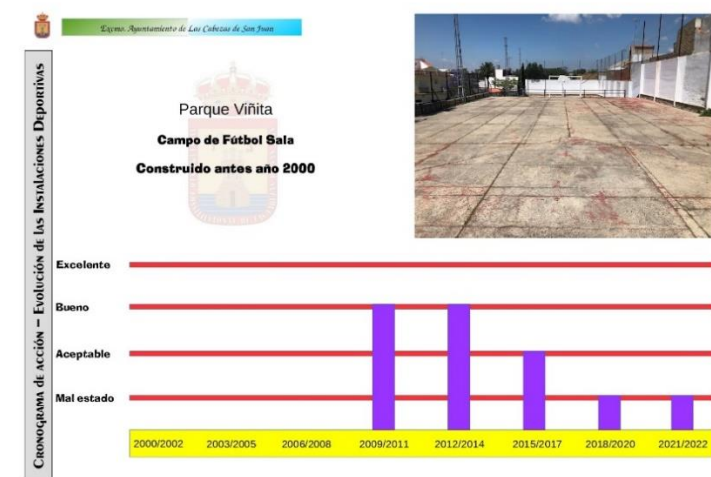 Excmo. Ayuntamiento de Las Cabezas de San Juan
Cronograma de acción – Evolución de las Instalaciones Deportivas
Parque Viñita
Campo de Fútbol Sala
Construido antes año 2000
Excelente
Bueno
Aceptable
Mal estado
2000/2002 2003/2005 2006/2008 2009/2011 2012/2014 2015/2017 2018/2020 2021/2022